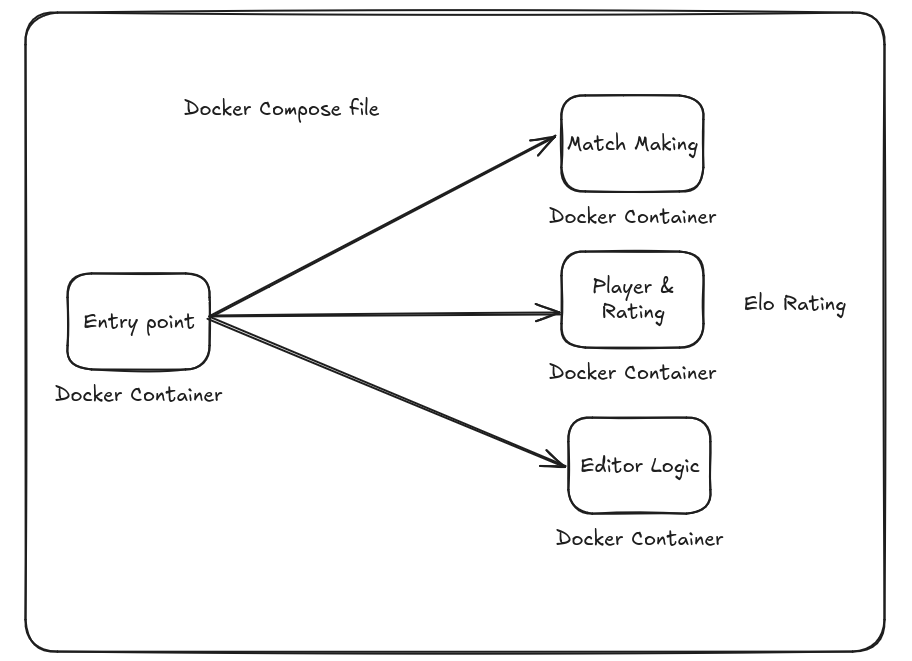 Docker Compose file
Match Making
Docker Container
Entry point
Docker Container
Player &
Rating
Docker Container
Elo Rating
Editor Logic
Docker Container